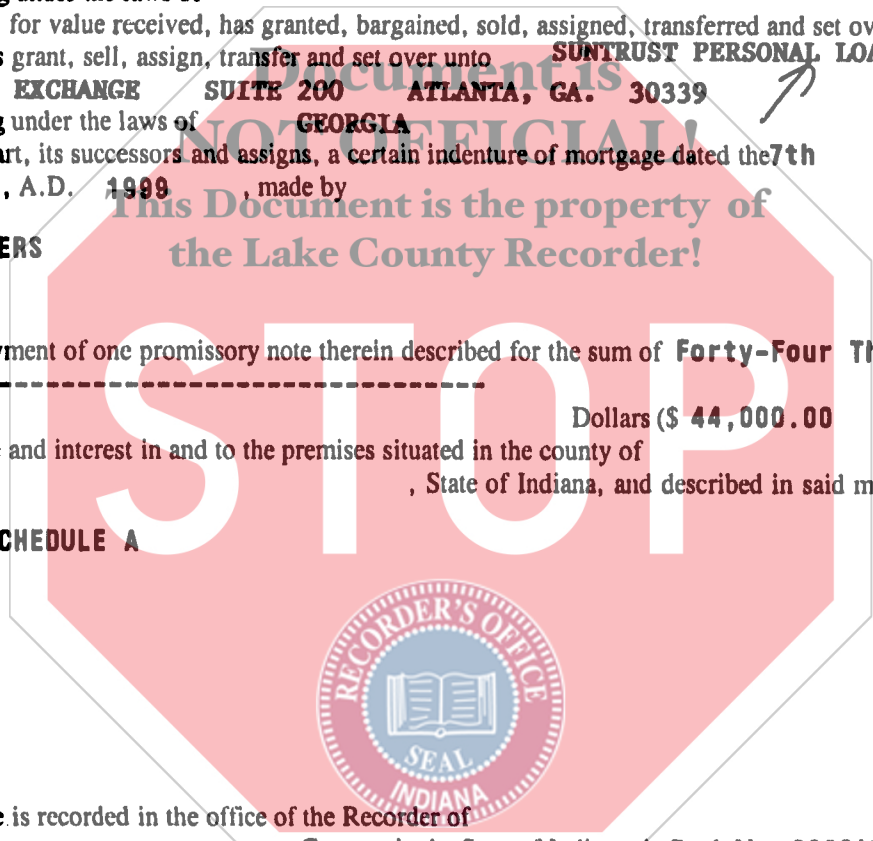 for value received, has granted, bargained, sold, assigned, transferred and set ov
grant, sell, assign, transfer and set over unto SUNTRUST PERSONAL LOA
Document is
EXCHANGE SUITE 200 ATLANTA, GA. 30339
under the laws of GEORGIA
NOT OFFICIAL!
art, its successors and assigns, a certain indenture of mortgage dated the 7th
, A.D. 1999 , made by
This Document is the property of
ERS
the Lake County Recorder!
STOP
ment of one promissory note therein described for the sum of Forty-Four Th
Dollars ($ 44,000.00
and interest in and to the premises situated in the county of
, State of Indiana, and described in said m
CHEDULE A
RECORDER'S OFFICE
SEAL
INDIANA
is recorded in the office of the Recorder of